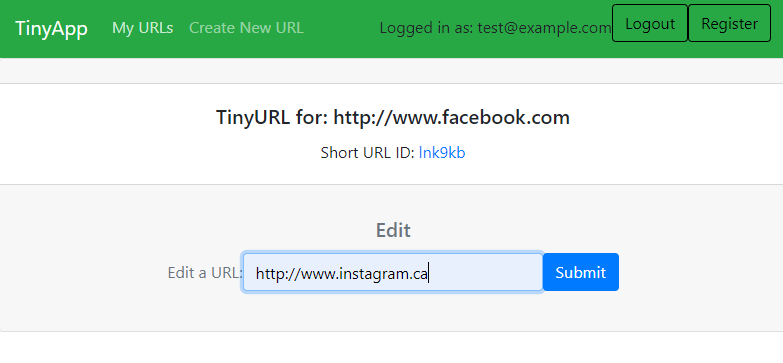 TinyApp My URLs Create New URL Logged in as: test@example.com Logout Register
TinyURL for: http://www.facebook.com
Short URL ID: lnk9kb
Edit
Edit a URL: http://www.instagram.ca Submit